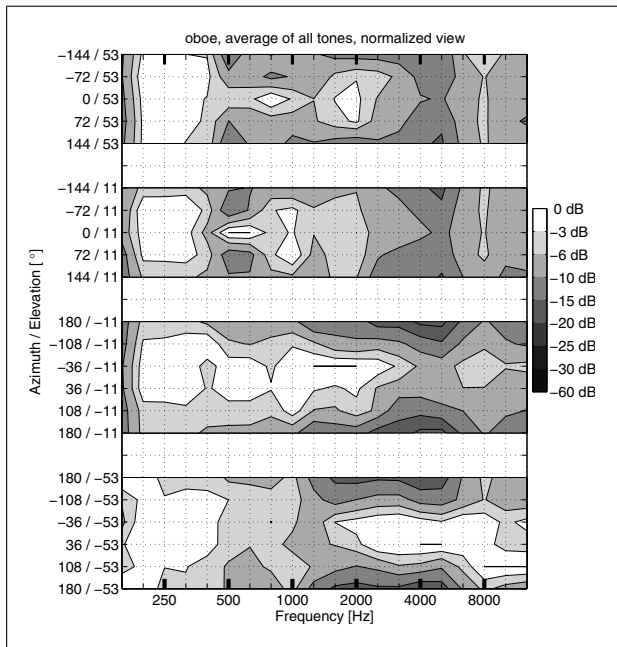 oboe, average of all tones, normalized view
Azimuth / Elevation [ °]
−144 / 53
−72 / 53
0 / 53
72 / 53
144 / 53
−144 / 11
−72 / 11
0 / 11
72 / 11
144 / 11
180 / −11
−108 / −11
−36 / −11
36 / −11
108 / −11
180 / −11
180 / −53
−108 / −53
−36 / −53
36 / −53
108 / −53
180 / −53
250 500 1000 2000 4000 8000
Frequency [Hz]
0 dB
−3 dB
−6 dB
−10 dB
−15 dB
−20 dB
−25 dB
−30 dB
−60 dB